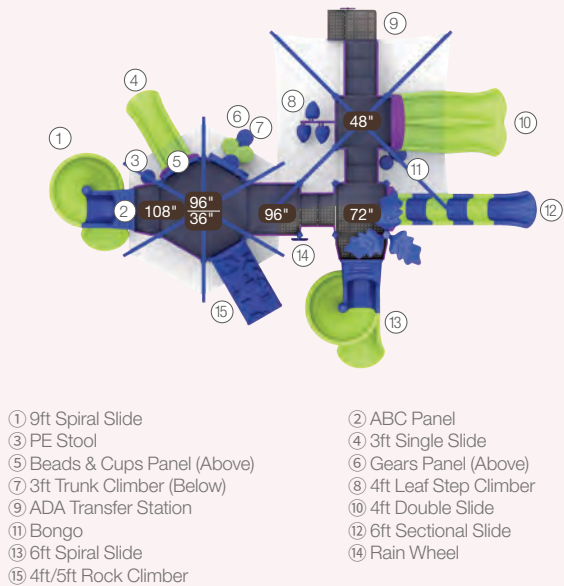 ⑨
④
⑥
⑦
⑧
48"
⑩
①
③
⑤
⑪
②
108"
96"
36"
96"
72"
⑫
⑭
⑮
⑬
① 9ft Spiral Slide
② ABC Panel
③ PE Stool
④ 3ft Single Slide
⑤ Beads & Cups Panel (Above)
⑥ Gears Panel (Above)
⑦ 3ft Trunk Climber (Below)
⑧ 4ft Leaf Step Climber
⑨ ADA Transfer Station
⑩ 4ft Double Slide
⑪ Bongo
⑫ 6ft Sectional Slide
⑬ 6ft Spiral Slide
⑭ Rain Wheel
⑮ 4ft/5ft Rock Climber